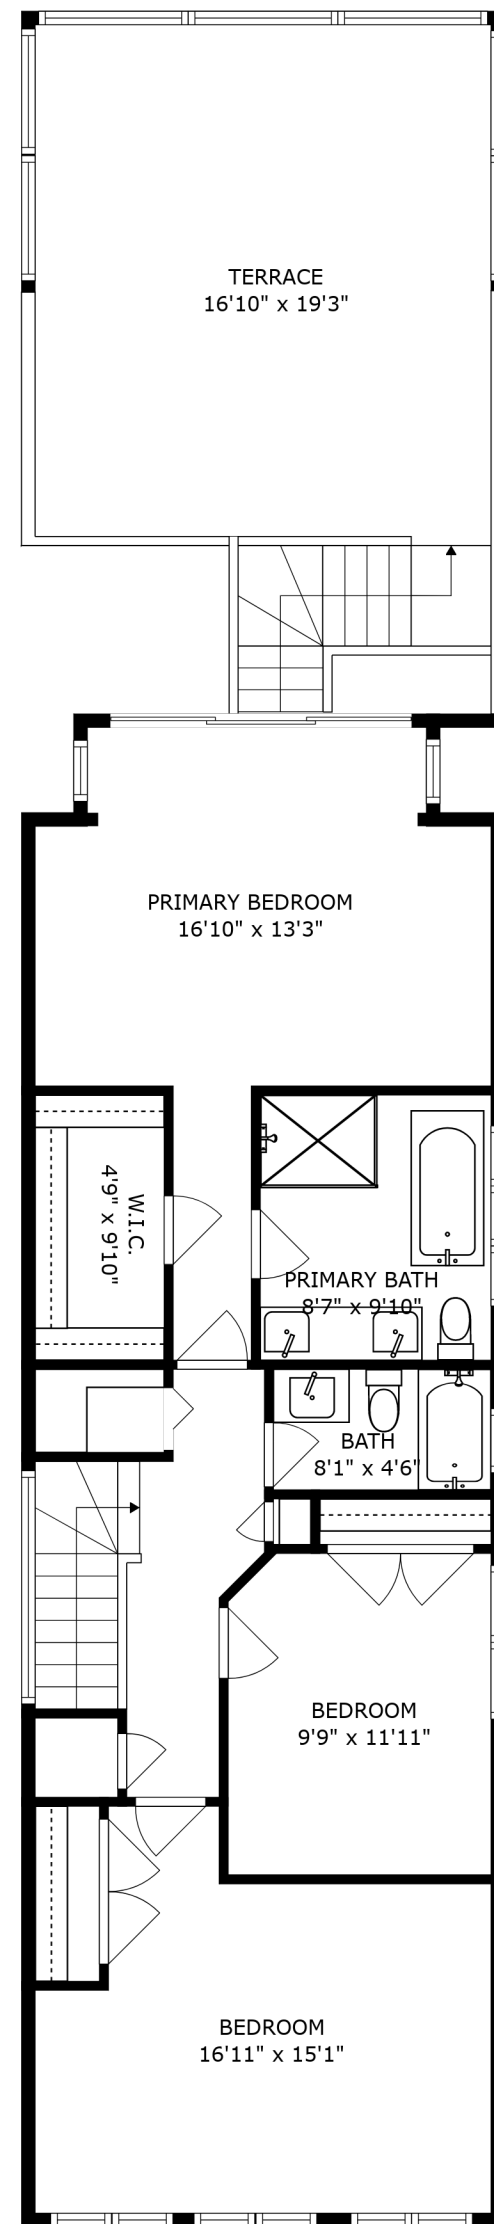 TERRACE
16'10" x 19'3"
PRIMARY BEDROOM
16'10" x 13'3"
W.I.C.
4'9" x 9'10"
PRIMARY BATH
8'7" x 9'10"
BATH
8'1" x 4'6"
BEDROOM
9'9" x 11'11"
BEDROOM
16'11" x 15'1"